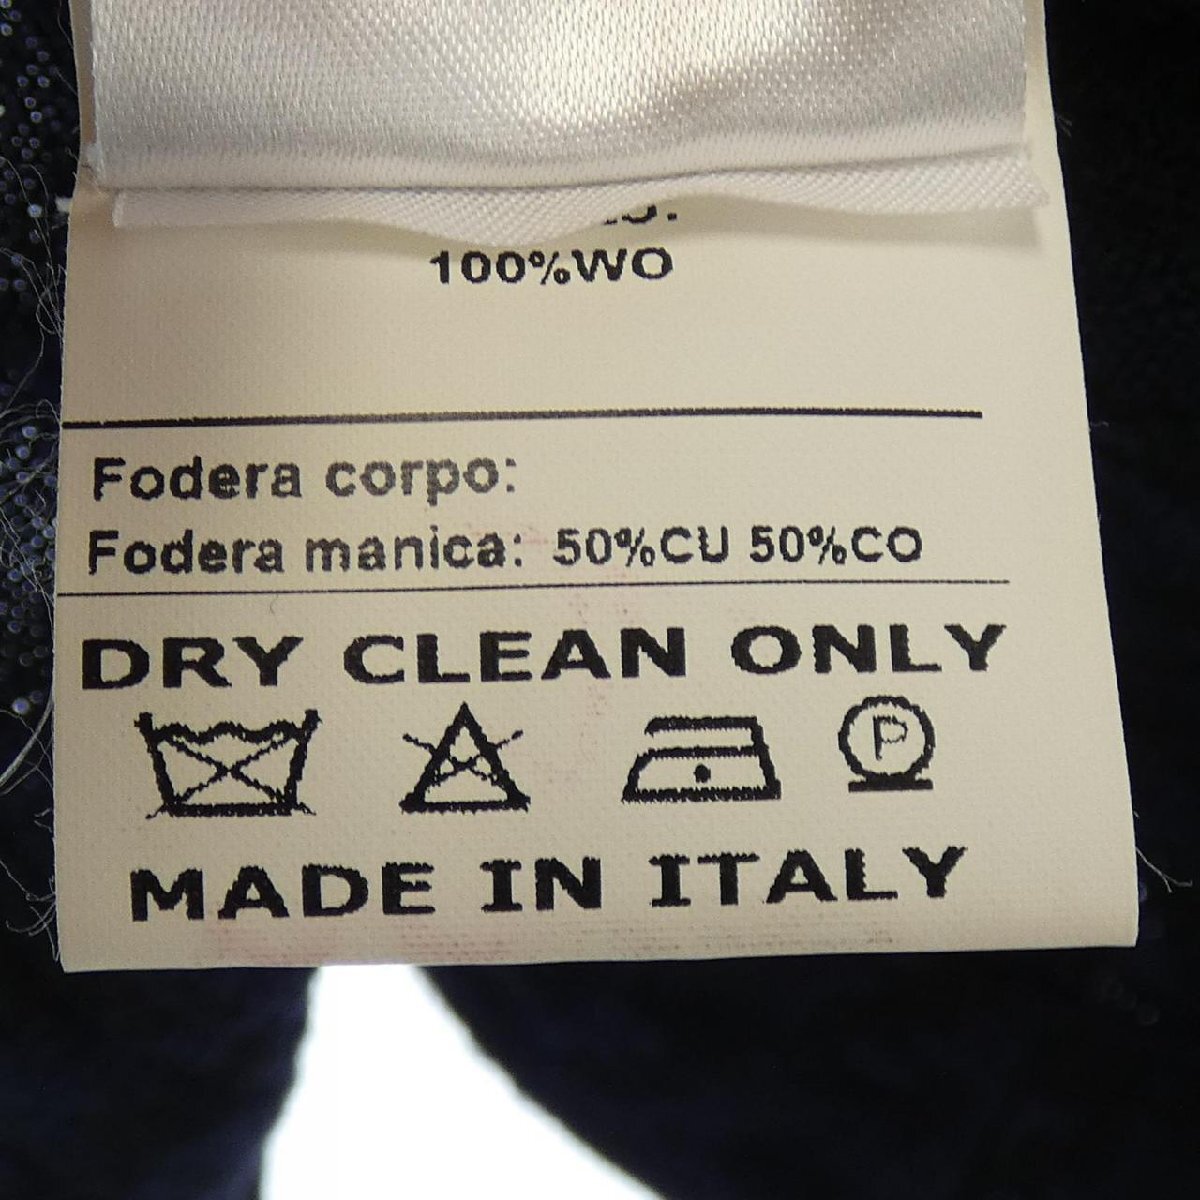 100%WO
Fodera corpo:
Fodera manica: 50%CU 50%CO
DRY CLEAN ONLY
P
MADE IN ITALY